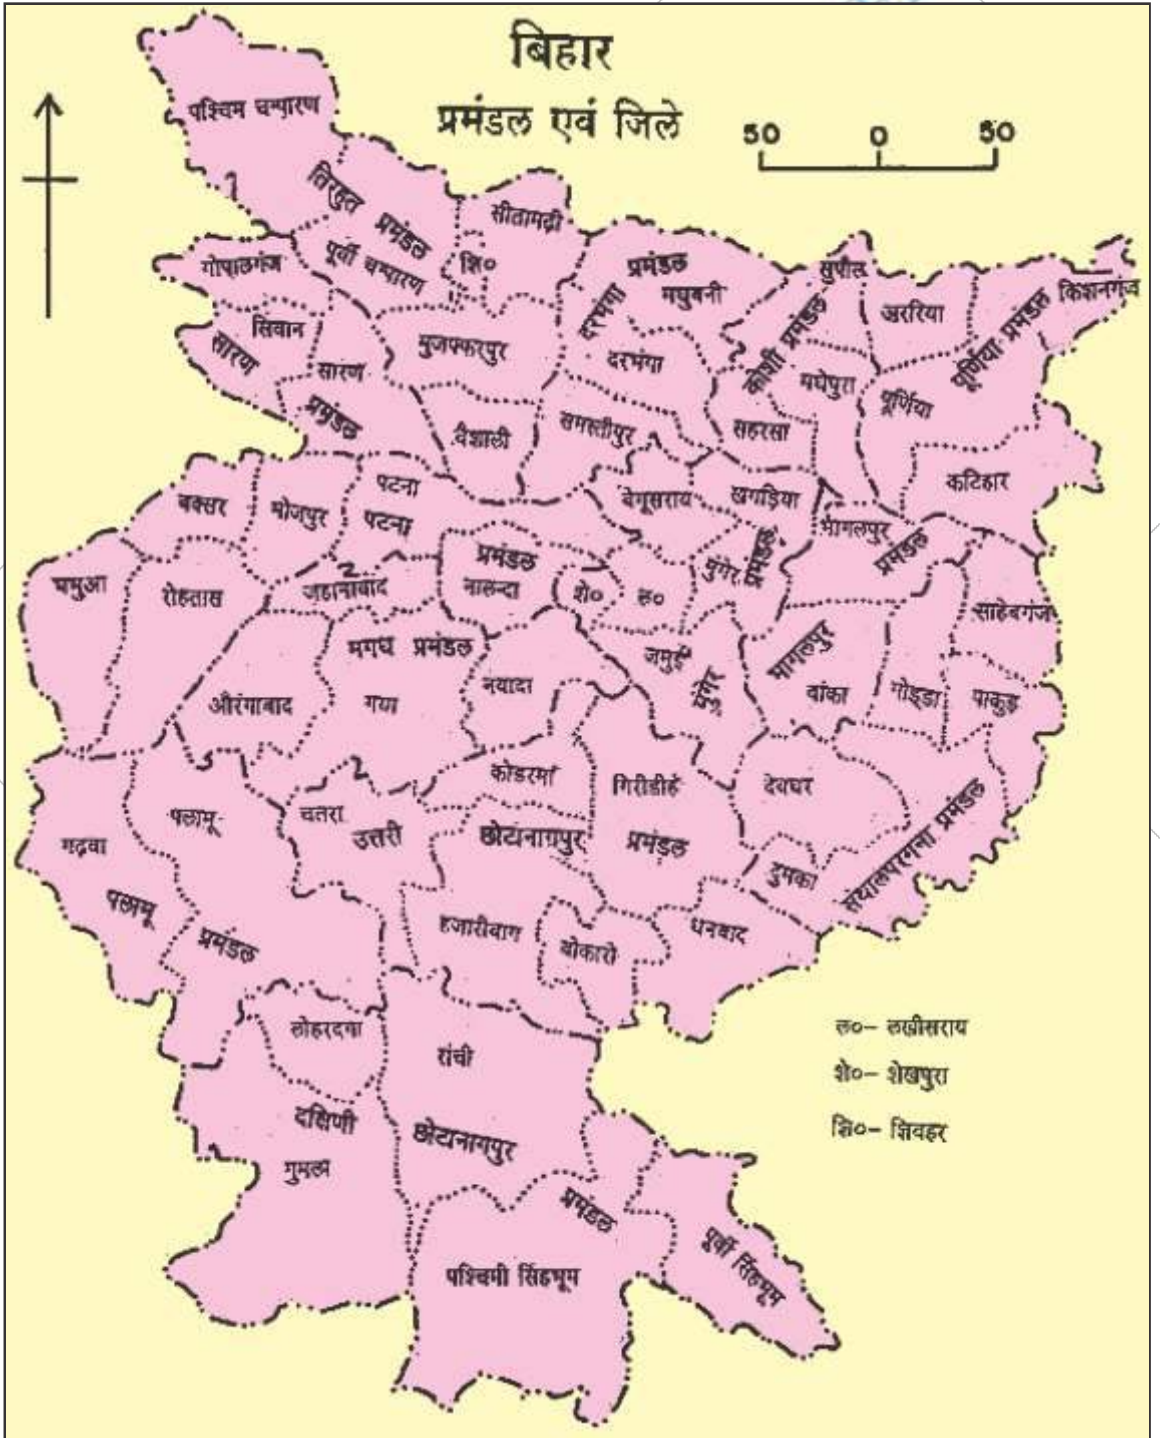 बिहार
प्रमंडल एवं जिले
50 0 50
पश्चिम चम्पारण
तिरहुत प्रमंडल
सीतामढ़ी
पूर्वी चम्पारण
शि०
गोपालगंज
सिवान
सारण
सारण
प्रमंडल
मुजफ्फरपुर
वैशाली
प्रमंडल
मधुबनी
दरभंगा
दरभंगा
समस्तीपुर
सुपौल
अररिया
किशनगंज
कोशी प्रमंडल
पूर्णिया प्रमंडल
मधेपुरा
पूर्णिया
सहरसा
कटिहार
बक्सर
भोजपुर
पटना
पटना
प्रमंडल
बेगूसराय
खगड़िया
भागलपुर
प्रमंडल
भभुआ
रोहतास
जहानाबाद
नालन्दा
शे०
ल०
मुंगेर
प्रमंडल
साहेबगंज
मगध प्रमंडल
औरंगाबाद
गया
नवादा
जमुई
मुंगेर
भागलपुर
बांका
गोड्डा
पाकुड़
कोडरमा
गिरीडीह
देवघर
गढ़वा
पलामू
चतरा
उत्तरी
छोटानागपुर
प्रमंडल
दुमका
संथालपरगना प्रमंडल
पलामू
प्रमंडल
हजारीबाग
बोकारो
धनबाद
लोहरदगा
रांची
दक्षिणी
छोटानागपुर
प्रमंडल
गुमला
पश्चिमी सिंहभूम
पूर्वी सिंहभूम
ल०- लखीसराय
शे०- शेखपुरा
शि०- शिवहर